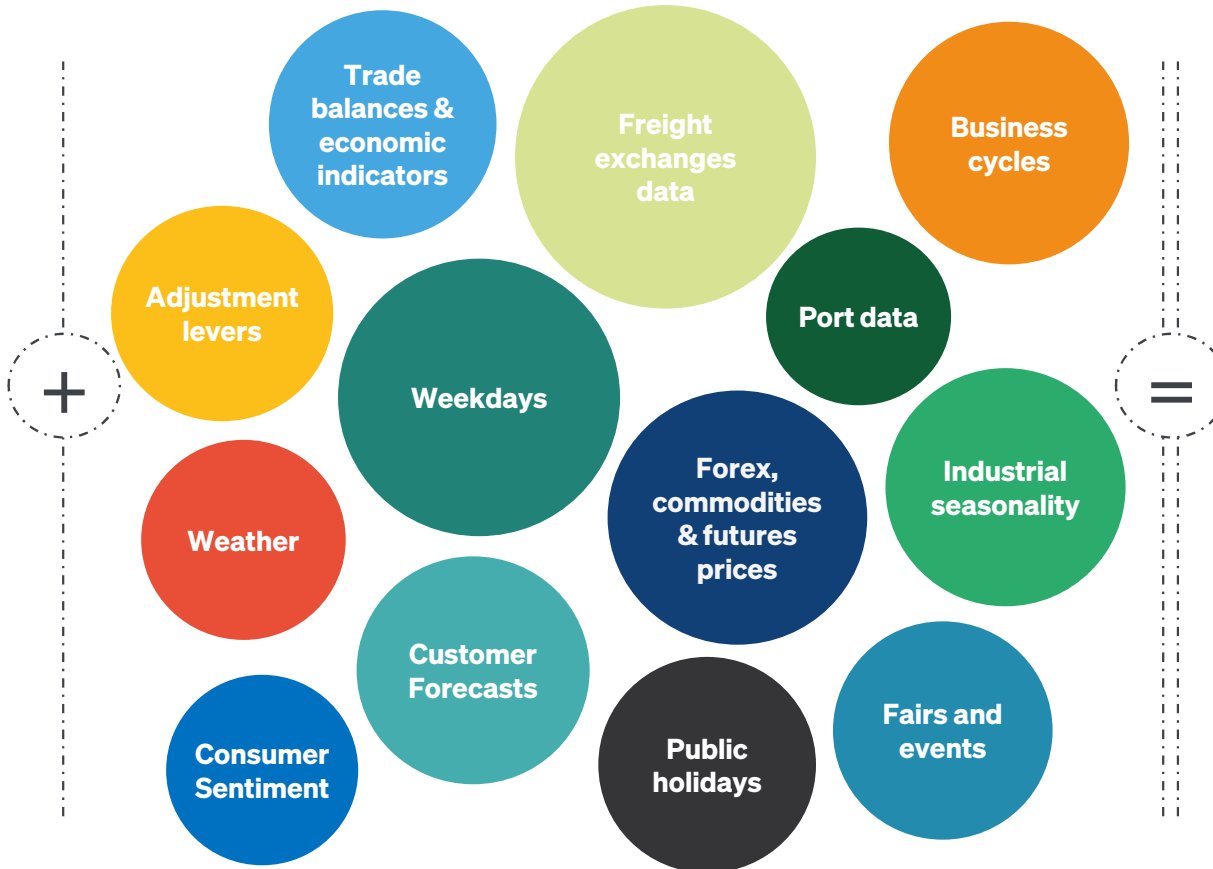 Trade
balances &
economic
indicators
Freight
exchanges
data
Business
cycles
Adjustment
levers
Port data
Weekdays
+
=
Forex,
commodities
& futures
prices
Industrial
seasonality
Weather
Customer
Forecasts
Consumer
Sentiment
Public
holidays
Fairs and
events